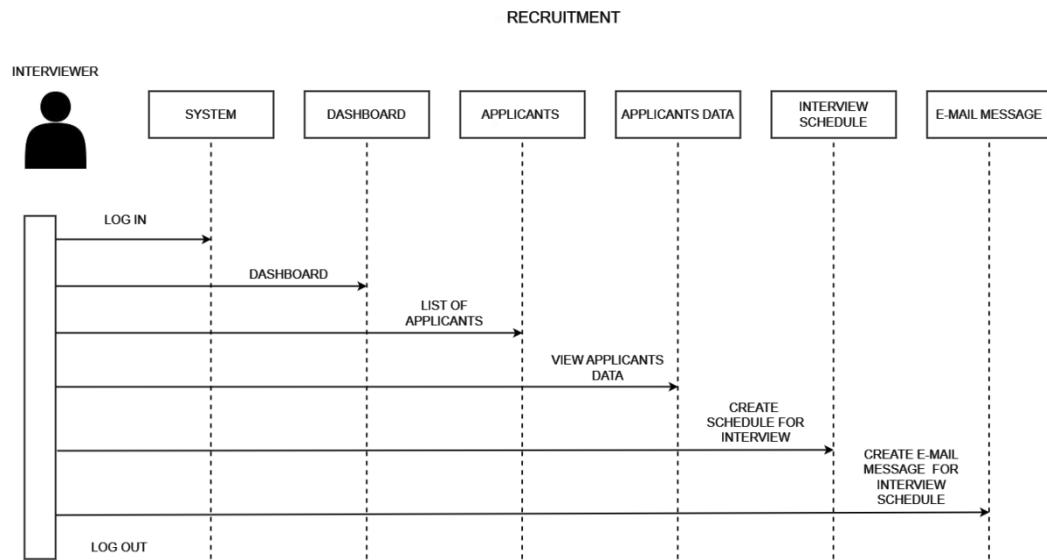 RECRUITMENT
INTERVIEWER
SYSTEM
DASHBOARD
APPLICANTS
APPLICANTS DATA
INTERVIEW
SCHEDULE
E-MAIL MESSAGE
LOG IN
DASHBOARD
LIST OF
APPLICANTS
VIEW APPLICANTS
DATA
CREATE
SCHEDULE FOR
INTERVIEW
CREATE E-MAIL
MESSAGE FOR
INTERVIEW
SCHEDULE
LOG OUT